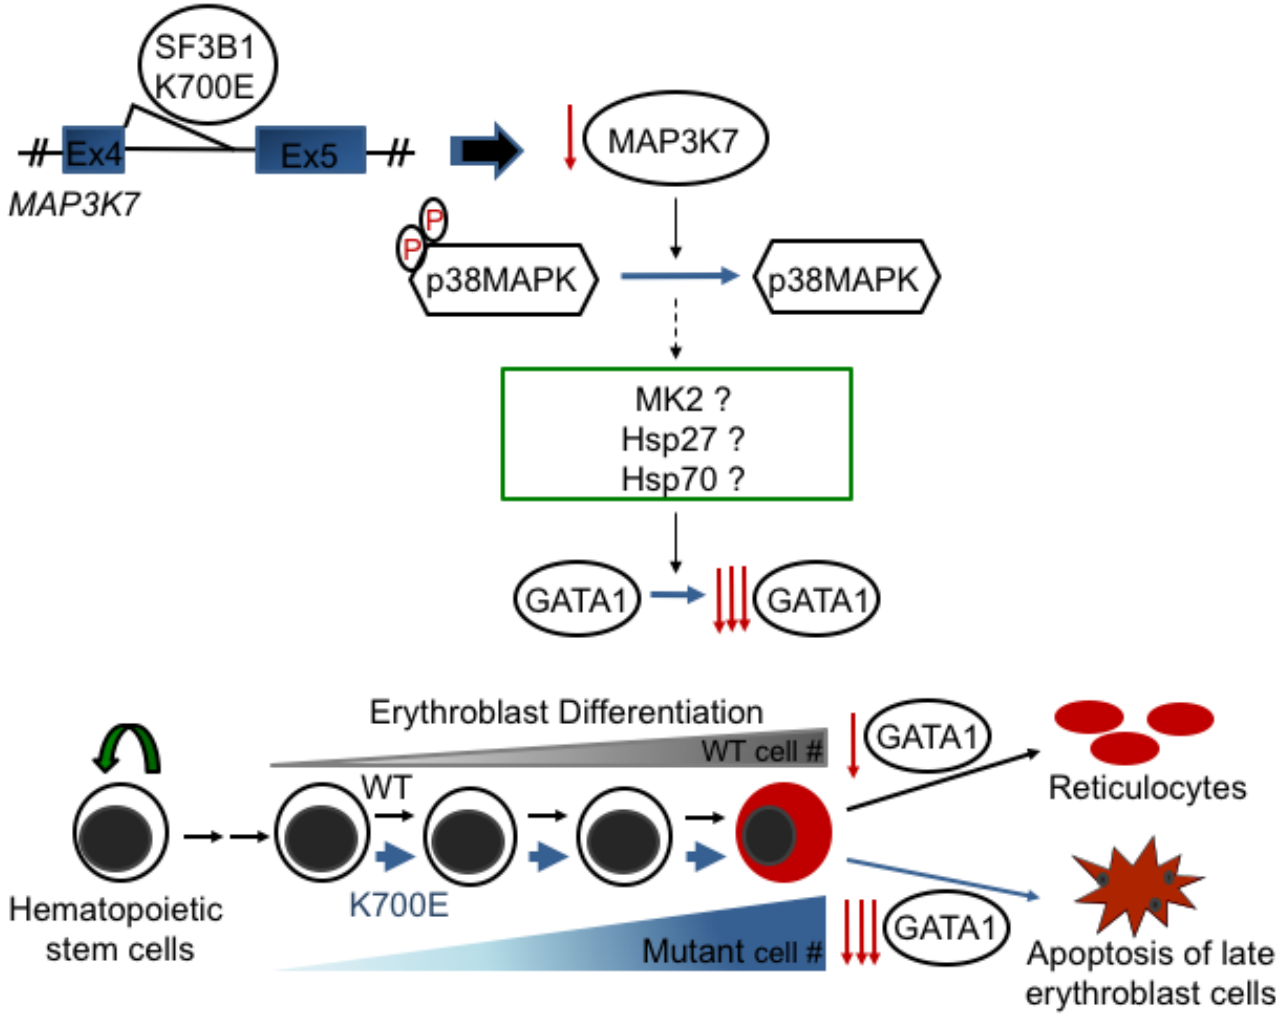 SF3B1
K700E
Ex4
Ex5
MAP3K7
MAP3K7
P
P
p38MAPK
p38MAPK
MK2 ?
Hsp27 ?
Hsp70 ?
GATA1
GATA1
Erythroblast Differentiation
WT cell #
GATA1
WT
Reticulocytes
K700E
Hematopoietic
stem cells
Mutant cell #
GATA1
Apoptosis of late
erythroblast cells